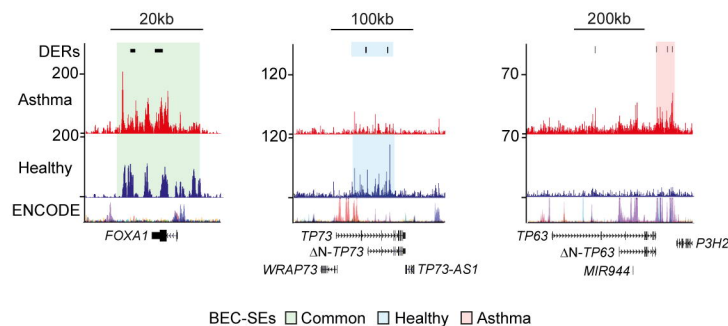 20kb 100kb 200kb
DERs
200 120 70
Asthma
200 120 70
Healthy
ENCODE
FOXA1 TP73 TP63 P3H2
ΔN-TP73 ΔN-TP63
WRAP73 TP73-AS1 MIR944
BEC-SEs Common Healthy Asthma